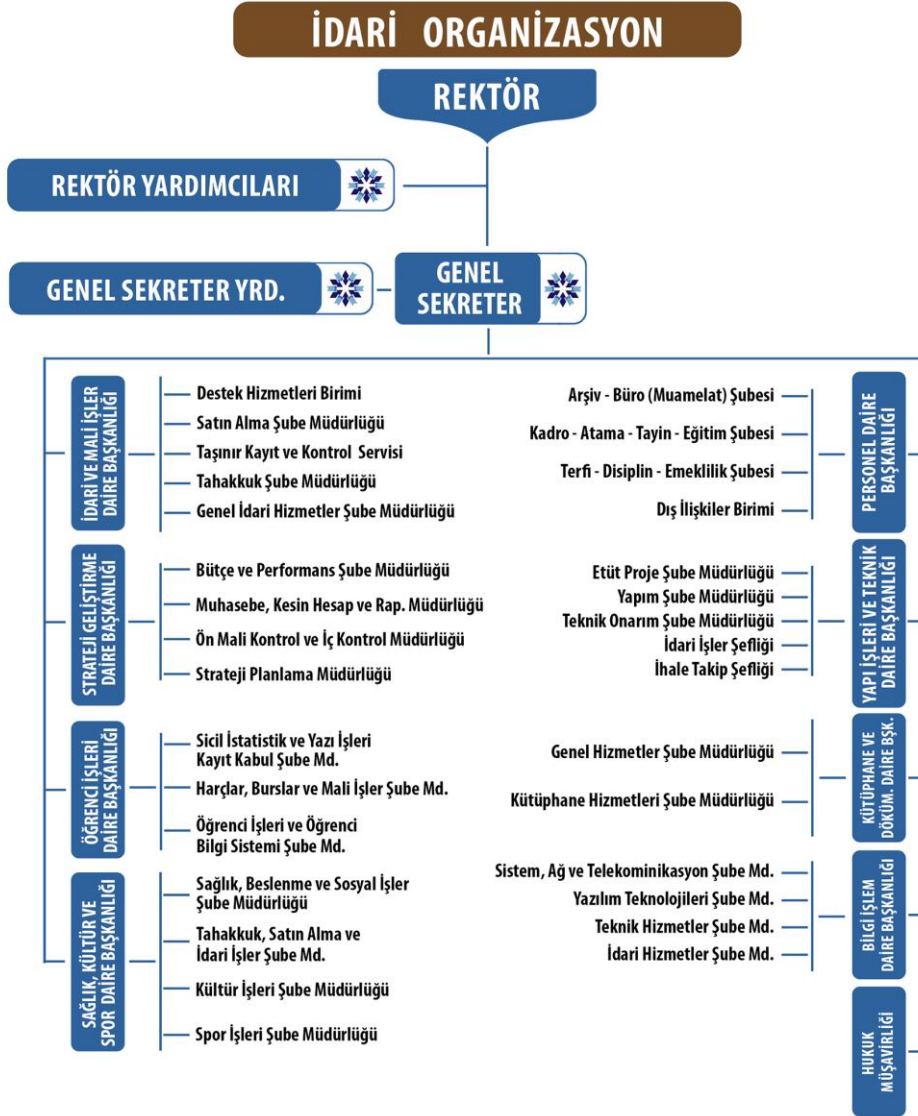 İDARİ ORGANİZASYON
REKTÖR
REKTÖR YARDIMCILARI
GENEL SEKRETER YRD.
GENEL
SEKRETER
İDARİ VE MALİ İŞLER
DAİRE BAŞKANLIĞI
Destek Hizmetleri Birimi
Satın Alma Şube Müdürlüğü
Taşınır Kayıt ve Kontrol Servisi
Tahakkuk Şube Müdürlüğü
Genel İdari Hizmetler Şube Müdürlüğü
STRATEJİ GELİŞTİRME
DAİRE BAŞKANLIĞI
Bütçe ve Performans Şube Müdürlüğü
Muhasebe, Kesin Hesap ve Rap. Müdürlüğü
Ön Mali Kontrol ve İç Kontrol Müdürlüğü
Strateji Planlama Müdürlüğü
ÖĞRENCİ İŞLERİ
DAİRE BAŞKANLIĞI
Sicil İstatistik ve Yazı İşleri
Kayıt Kabul Şube Md.
Harçlar, Burslar ve Mali İşler Şube Md.
Öğrenci İşleri ve Öğrenci
Bilgi Sistemi Şube Md.
SAĞLIK, KÜLTÜR VE
SPOR DAİRE BAŞKANLIĞI
Sağlık, Beslenme ve Sosyal İşler
Şube Müdürlüğü
Tahakkuk, Satın Alma ve
İdari İşler Şube Md.
Kültür İşleri Şube Müdürlüğü
Spor İşleri Şube Müdürlüğü
PERSONEL DAİRE
BAŞKANLIĞI
Arşiv - Büro (Muamelat) Şubesi
Kadro - Atama - Tayin - Eğitim Şubesi
Terfi - Disiplin - Emeklilik Şubesi
Dış İlişkiler Birimi
YAPI İŞLERİ VE TEKNİK
DAİRE BAŞKANLIĞI
Etüt Proje Şube Müdürlüğü
Yapım Şube Müdürlüğü
Teknik Onarım Şube Müdürlüğü
İdari İşler Şefliği
İhale Takip Şefliği
KÜTÜPHANE VE
DÖKÜM. DAİRE BŞK.
Genel Hizmetler Şube Müdürlüğü
Kütüphane Hizmetleri Şube Müdürlüğü
BİLGİ İŞLEM
DAİRE BAŞKANLIĞI
Sistem, Ağ ve Telekominikasyon Şube Md.
Yazılım Teknolojileri Şube Md.
Teknik Hizmetler Şube Md.
İdari Hizmetler Şube Md.
HUKUK
MÜŞAVİRLİĞİ